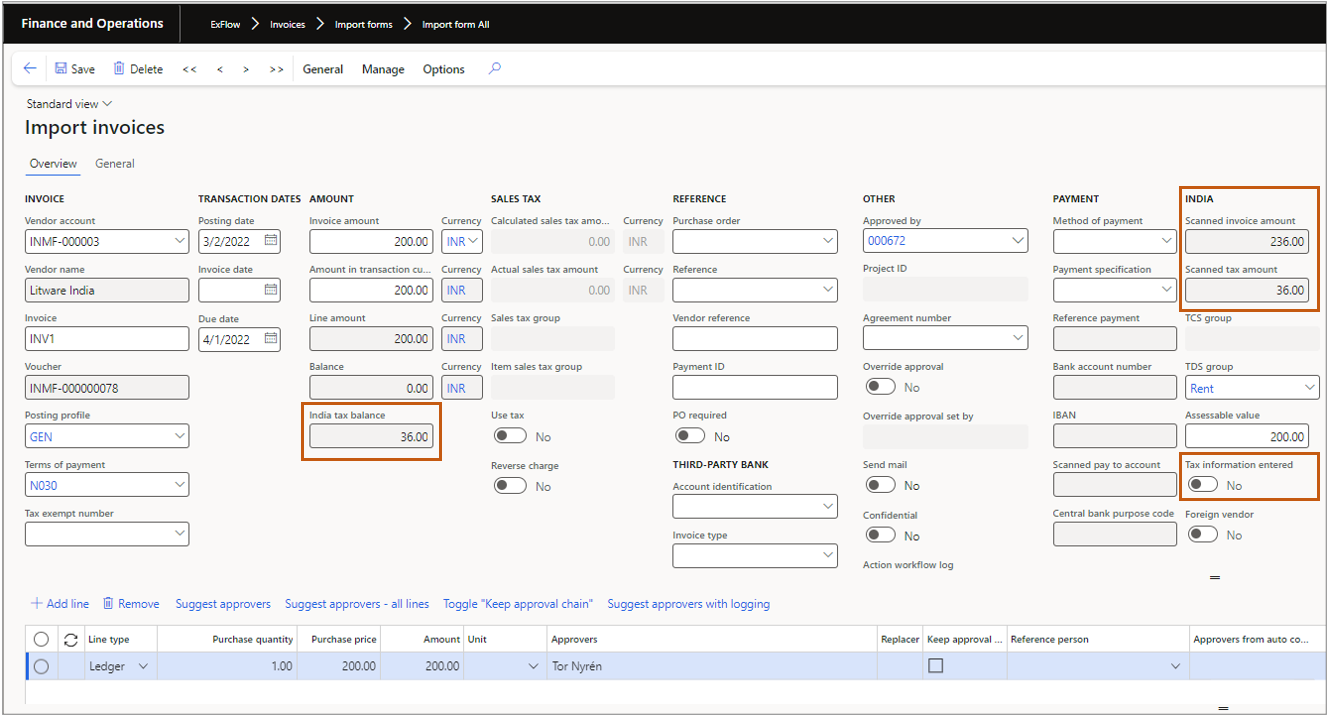 Finance and Operations
ExFlow > Invoices > Import forms > Import form All
Save Delete << < > >> General Manage Options
Standard view
Import invoices
Overview General
INVOICE TRANSACTION DATES AMOUNT SALES TAX REFERENCE OTHER PAYMENT INDIA
Vendor account Posting date Invoice amount Currency Calculated sales tax amo... Currency Purchase order Approved by Method of payment Scanned invoice amount
INMF-000003 3/2/2022 200.00 INR 0.00 INR 000672 236.00
Vendor name Invoice date Amount in transaction cu... Currency Actual sales tax amount Currency Reference Project ID Payment specification Scanned tax amount
Litware India 200.00 INR 0.00 INR 36.00
Invoice Due date Line amount Currency Sales tax group Vendor reference Agreement number Reference payment TCS group
INV1 4/1/2022 200.00 INR
Voucher Balance Currency Item sales tax group Payment ID Override approval Bank account number TDS group
INMF-000000078 0.00 INR No Rent
Posting profile India tax balance Use tax PO required Override approval set by IBAN Assessable value
GEN 36.00 No No 200.00
Terms of payment Reverse charge THIRD-PARTY BANK Send mail Scanned pay to account Tax information entered
N030 No Account identification No No
Tax exempt number Confidential Central bank purpose code Foreign vendor
Invoice type No No
Action workflow log
Add line Remove Suggest approvers Suggest approvers - all lines Toggle "Keep approval chain" Suggest approvers with logging
Line type Purchase quantity Purchase price Amount Unit Approvers Replacer Keep approval ... Reference person Approvers from auto co...
Ledger 1.00 200.00 200.00 Tor Nyrén